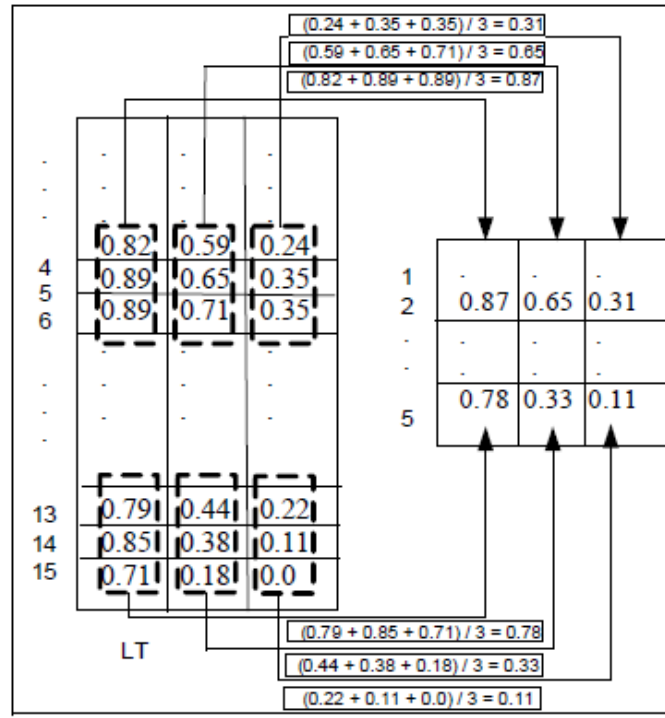 (0.24 + 0.35 + 0.35) / 3 = 0.31
(0.59 + 0.65 + 0.71) / 3 = 0.65
(0.82 + 0.89 + 0.89) / 3 = 0.87
- - - -
- - - -
- - - -
0.82 0.59 0.24
4 0.89 0.65 0.35
5
6 0.89 0.71 0.35
- - - -
- - - -
- - - -
13 0.79 0.44 0.22
14 0.85 0.38 0.11
15 0.71 0.18 0.0
LT
1 - - -
2 0.87 0.65 0.31
- - - -
- - - -
0.78 0.33 0.11
5
(0.79 + 0.85 + 0.71) / 3 = 0.78
(0.44 + 0.38 + 0.18) / 3 = 0.33
(0.22 + 0.11 + 0.0) / 3 = 0.11